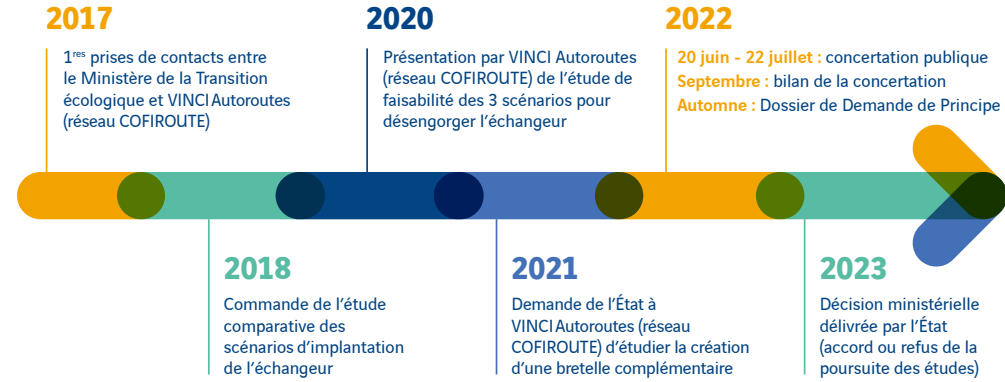 2017
1res prises de contacts entre
le Ministère de la Transition
écologique et VINCI Autoroutes
(réseau COFIROUTE)
2018
Commande de l'étude
comparative des
scénarios d'implantation
de l'échangeur
2020
Présentation par VINCI Autoroutes
(réseau COFIROUTE) de l'étude de
faisabilité des 3 scénarios pour
désengorger l'échangeur
2021
Demande de l'État à
VINCI Autoroutes (réseau
COFIROUTE) d'étudier la création
d'une bretelle complémentaire
2022
20 juin - 22 juillet : concertation publique
Septembre : bilan de la concertation
Automne : Dossier de Demande de Principe
2023
Décision ministérielle
délivrée par l'État
(accord ou refus de la
poursuite des études)